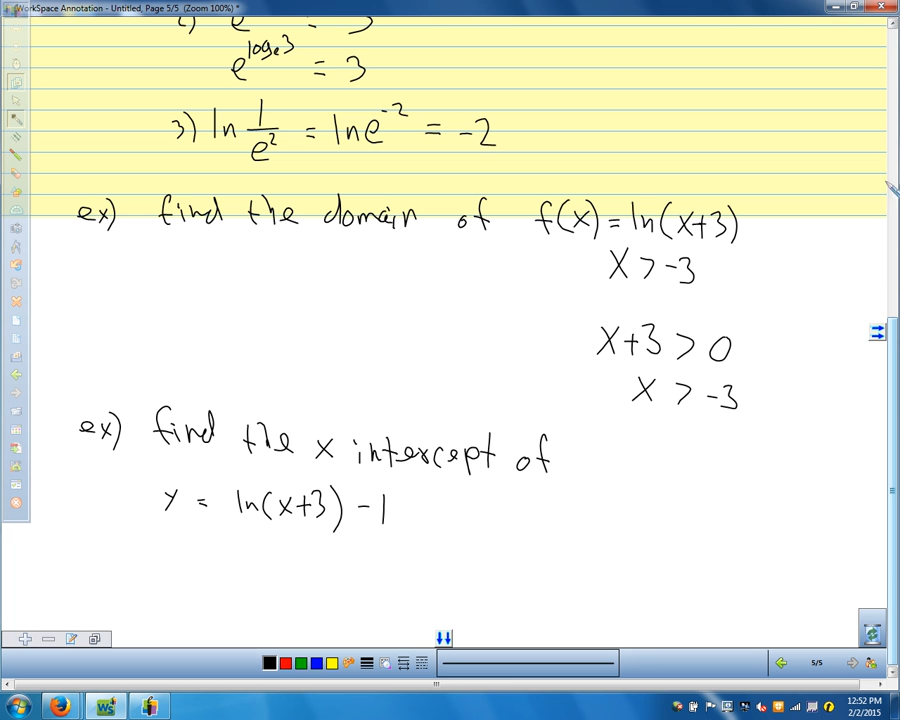 WorkSpace Annotation - Untitled, Page 5/5 (Zoom 100%) *
e = 3
e^{log_e 3} = 3
3) ln 1/e² = ln e⁻² = -2
ex) find the domain of f(x) = ln(x+3)
x > -3
x+3 > 0
x > -3
ex) find the x intercept of
y = ln(x+3) - 1
5/5
12:52 PM
2/2/2015